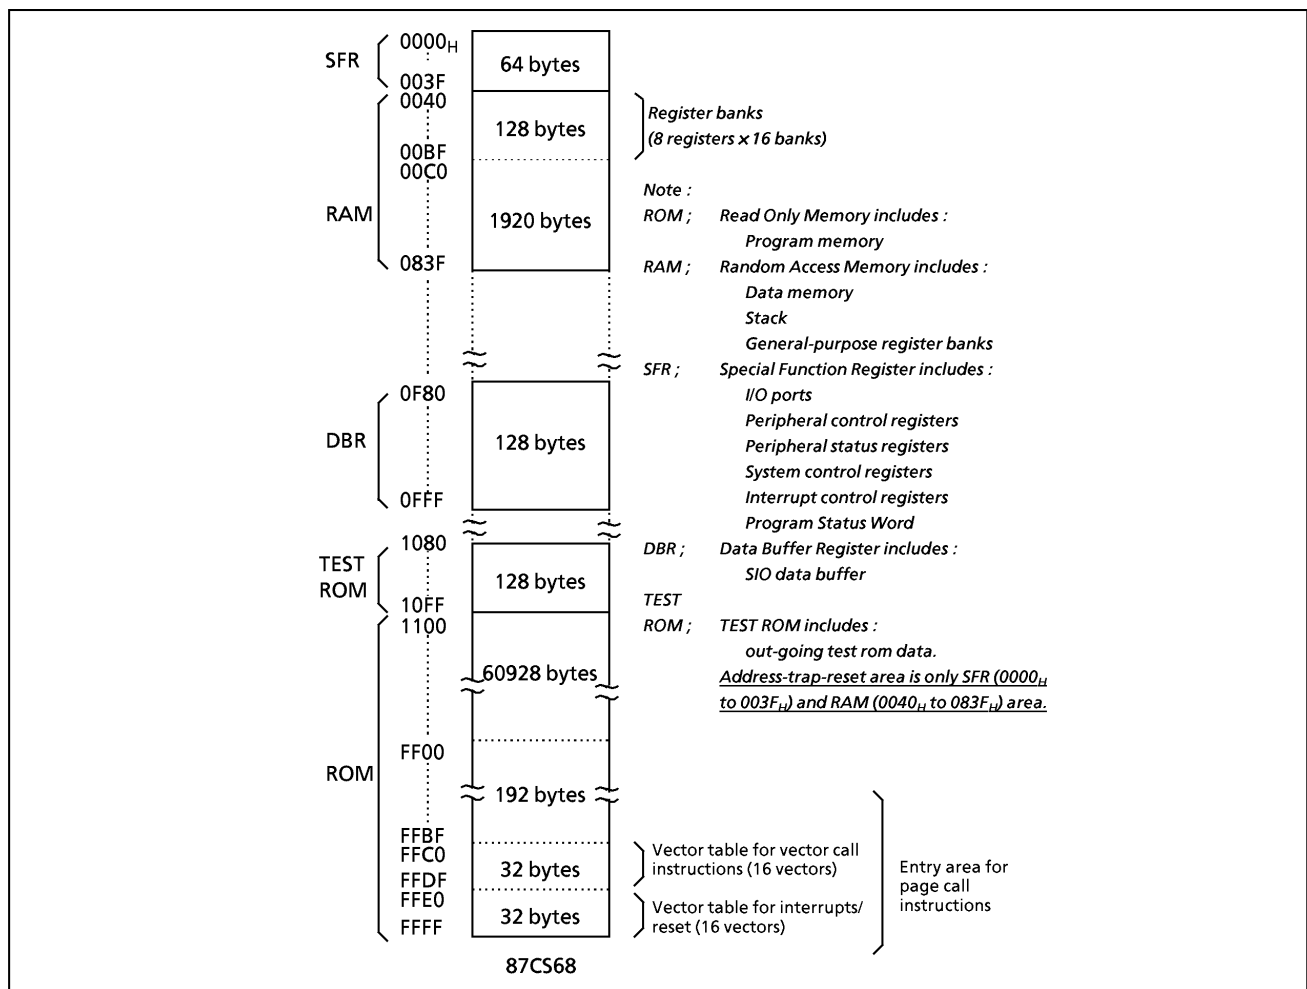 SFR
0000H
003F
64 bytes
RAM
0040
00BF
128 bytes
Register banks
(8 registers × 16 banks)
00C0
083F
1920 bytes
Note :
ROM ; Read Only Memory includes :
Program memory
RAM ; Random Access Memory includes :
Data memory
Stack
General-purpose register banks
SFR ; Special Function Register includes :
I/O ports
Peripheral control registers
Peripheral status registers
System control registers
Interrupt control registers
Program Status Word
DBR ; Data Buffer Register includes :
SIO data buffer
TEST
ROM ; TEST ROM includes :
out-going test rom data.
Address-trap-reset area is only SFR (0000H
to 003FH) and RAM (0040H to 083FH) area.
DBR
0F80
0FFF
128 bytes
TEST
ROM
1080
10FF
128 bytes
ROM
1100
60928 bytes
FF00
192 bytes
FFBF
FFC0
FFDF
32 bytes
Vector table for vector call
instructions (16 vectors)
FFE0
FFFF
32 bytes
Vector table for interrupts/
reset (16 vectors)
Entry area for
page call
instructions
87CS68